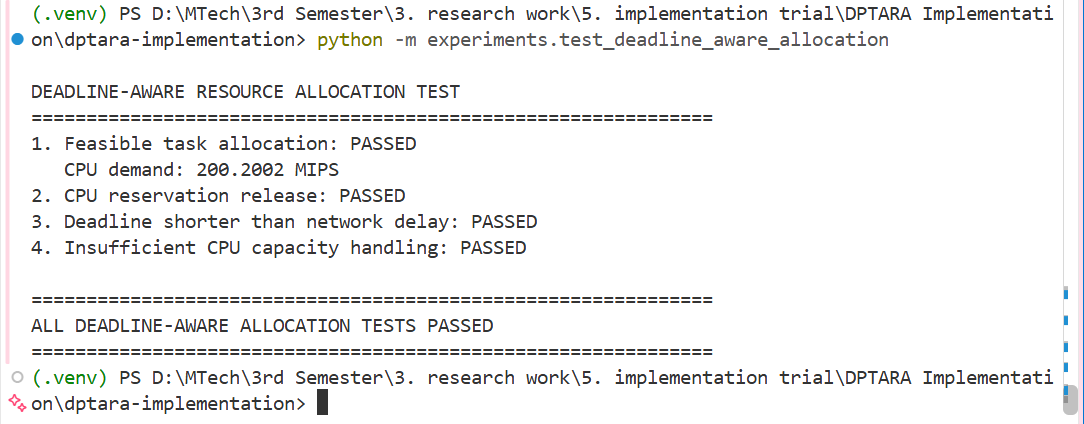 (.venv) PS D:\MTech\3rd Semester\3. research work\5. implementation trial\DPTARA Implementati
on\dptara-implementation> python -m experiments.test_deadline_aware_allocation
DEADLINE-AWARE RESOURCE ALLOCATION TEST
==============================================================
1. Feasible task allocation: PASSED
   CPU demand: 200.2002 MIPS
2. CPU reservation release: PASSED
3. Deadline shorter than network delay: PASSED
4. Insufficient CPU capacity handling: PASSED
==============================================================
ALL DEADLINE-AWARE ALLOCATION TESTS PASSED
==============================================================
(.venv) PS D:\MTech\3rd Semester\3. research work\5. implementation trial\DPTARA Implementati
on\dptara-implementation>